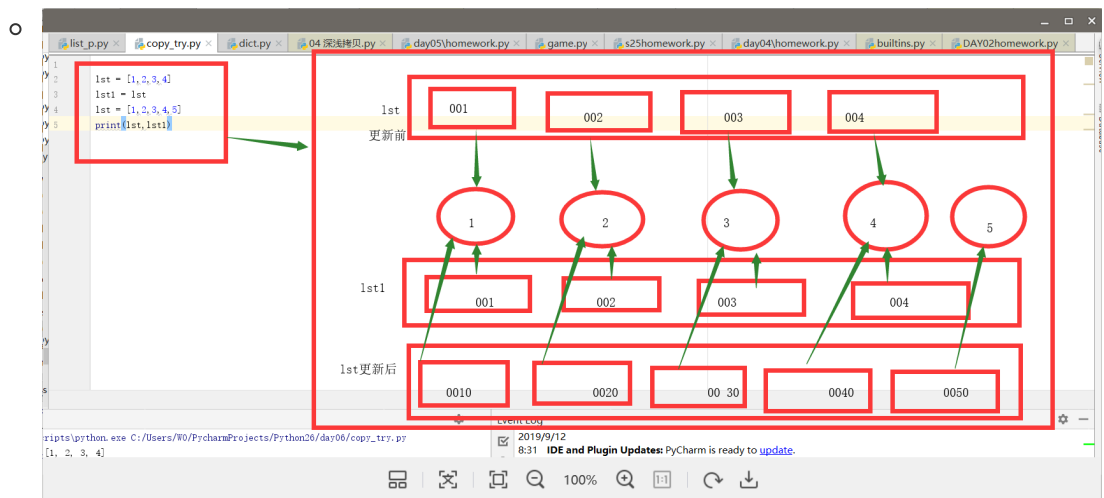 list_p.py copy_try.py dict.py 04 深浅拷贝.py day05\homework.py game.py s25homework.py day04\homework.py builtins.py DAY02homework.py
1
2 lst = [1,2,3,4]
3 lst1 = lst
4 lst = [1,2,3,4,5]
5 print(lst,lst1)
lst
更新前
001 002 003 004
1 2 3 4 5
lst1
001 002 003 004
lst更新后
0010 0020 00 30 0040 0050
Event Log
ripts\python.exe C:/Users/W0/PycharmProjects/Python26/day06/copy_try.py
[1, 2, 3, 4]
2019/9/12
8:31 IDE and Plugin Updates: PyCharm is ready to update.
100% 1:1